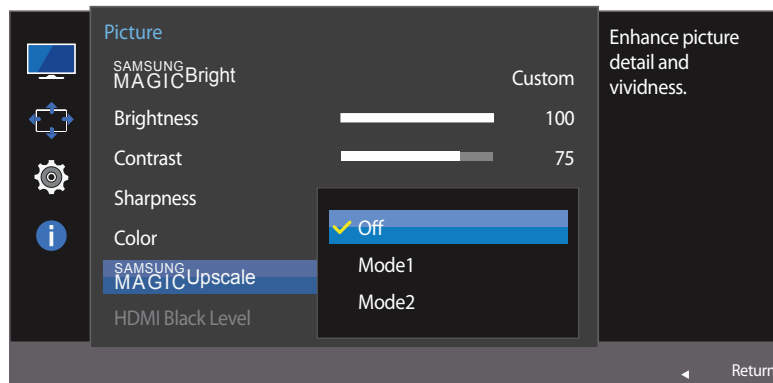 Picture
SAMSUNG
MAGICBright
Custom
Brightness
100
Contrast
75
Sharpness
Color
SAMSUNG
MAGICUpscale
HDMI Black Level
Off
Mode1
Mode2
Enhance picture
detail and
vividness.
Return